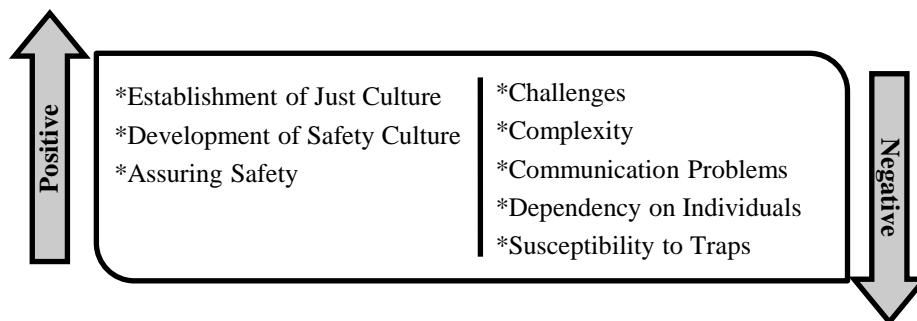 Positive
*Establishment of Just Culture
*Development of Safety Culture
*Assuring Safety
*Challenges
*Complexity
*Communication Problems
*Dependency on Individuals
*Susceptibility to Traps
Negative